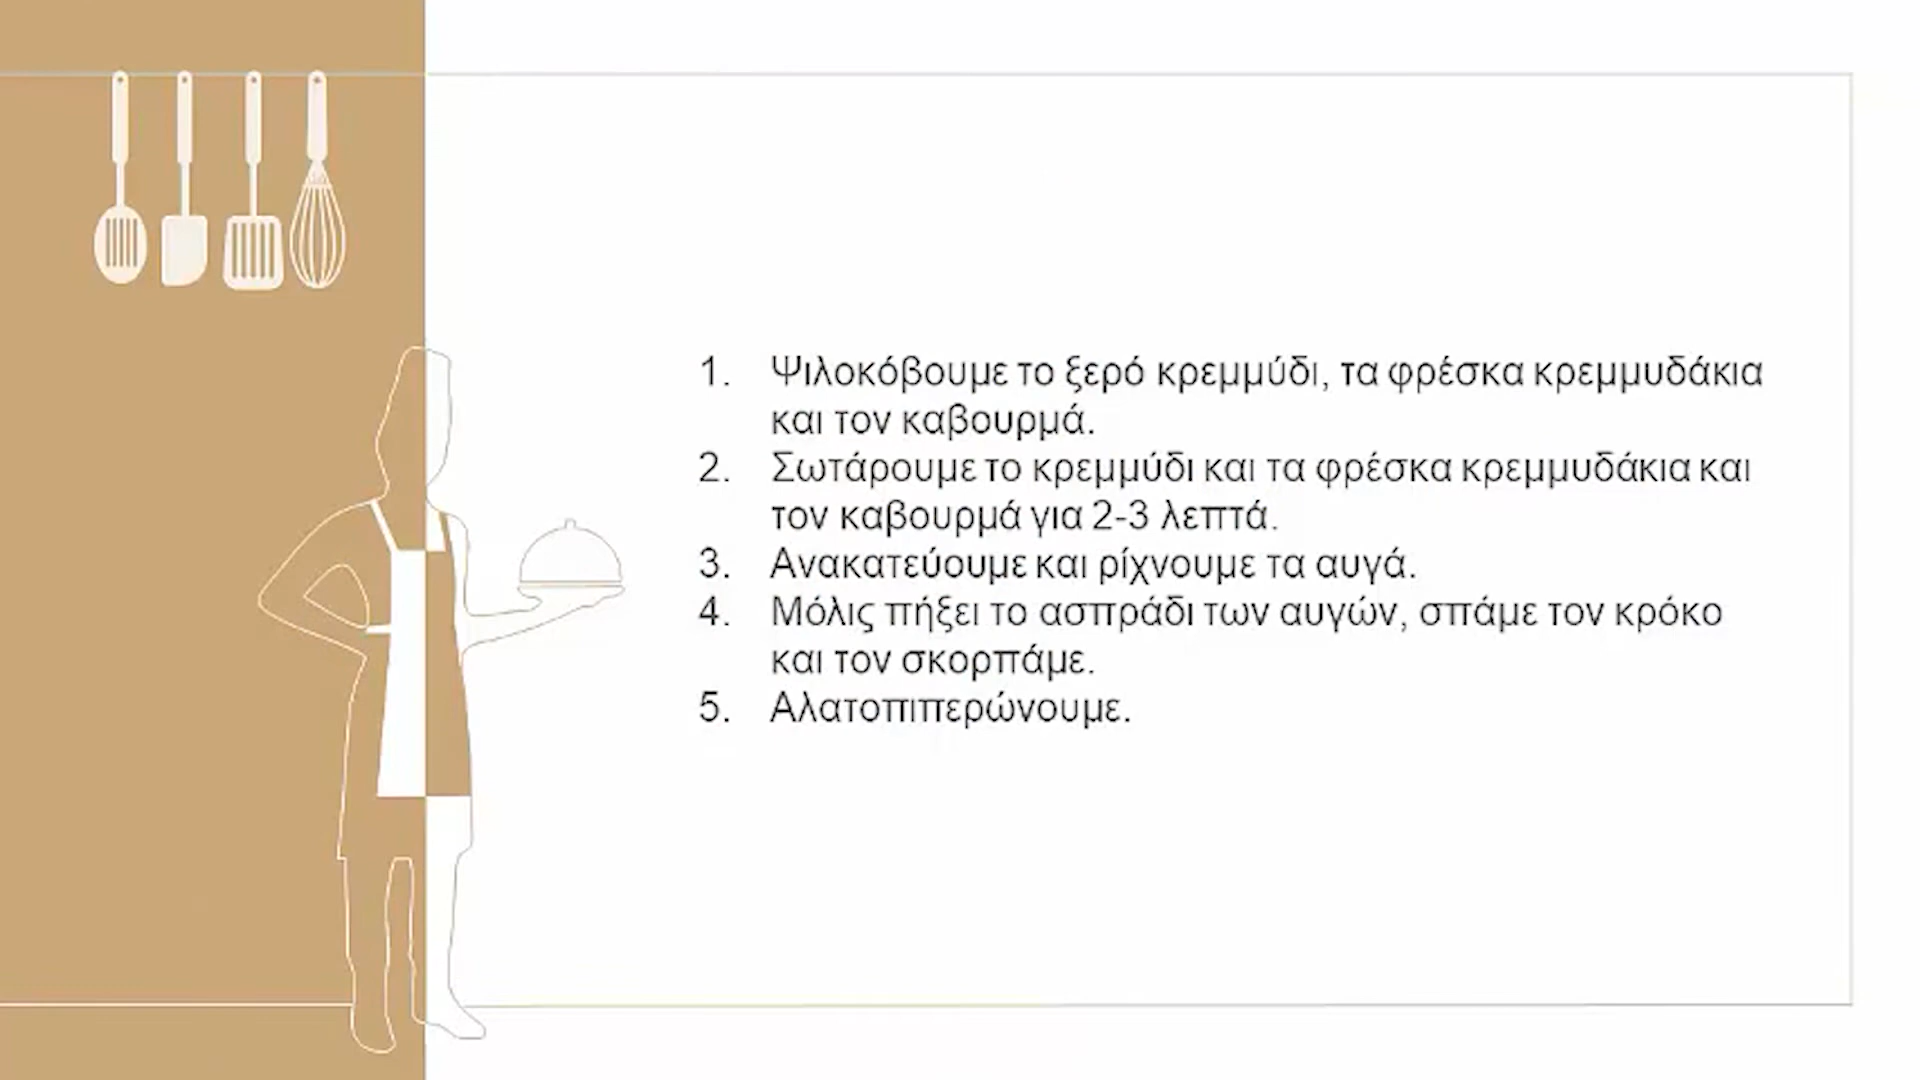 1. Ψιλοκόβουμε το ξερό κρεμμύδι, τα φρέσκα κρεμμυδάκια
και τον καβουρμά.
2. Σωτάρουμε το κρεμμύδι και τα φρέσκα κρεμμυδάκια και
τον καβουρμά για 2-3 λεπτά.
3. Ανακατεύουμε και ρίχνουμε τα αυγά.
4. Μόλις πήξει το ασπράδι των αυγών, σπάμε τον κρόκο
και τον σκορπάμε.
5. Αλατοπιπερώνουμε.